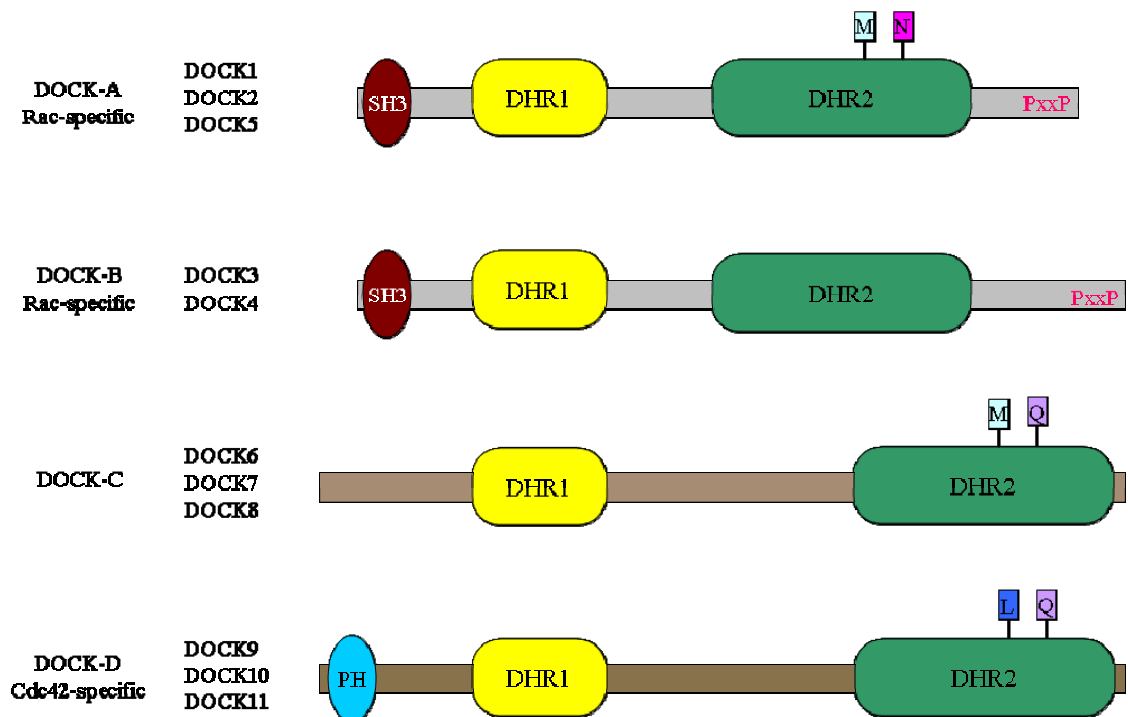 M N
DOCK-A
Rac-specific
DOCK1
DOCK2
DOCK5
SH3 DHR1 DHR2 PxxP
DOCK-B
Rac-specific
DOCK3
DOCK4
SH3 DHR1 DHR2 PxxP
M Q
DOCK-C
DOCK6
DOCK7
DOCK8
DHR1 DHR2
L Q
DOCK-D
Cdc42-specific
DOCK9
DOCK10
DOCK11
PH DHR1 DHR2